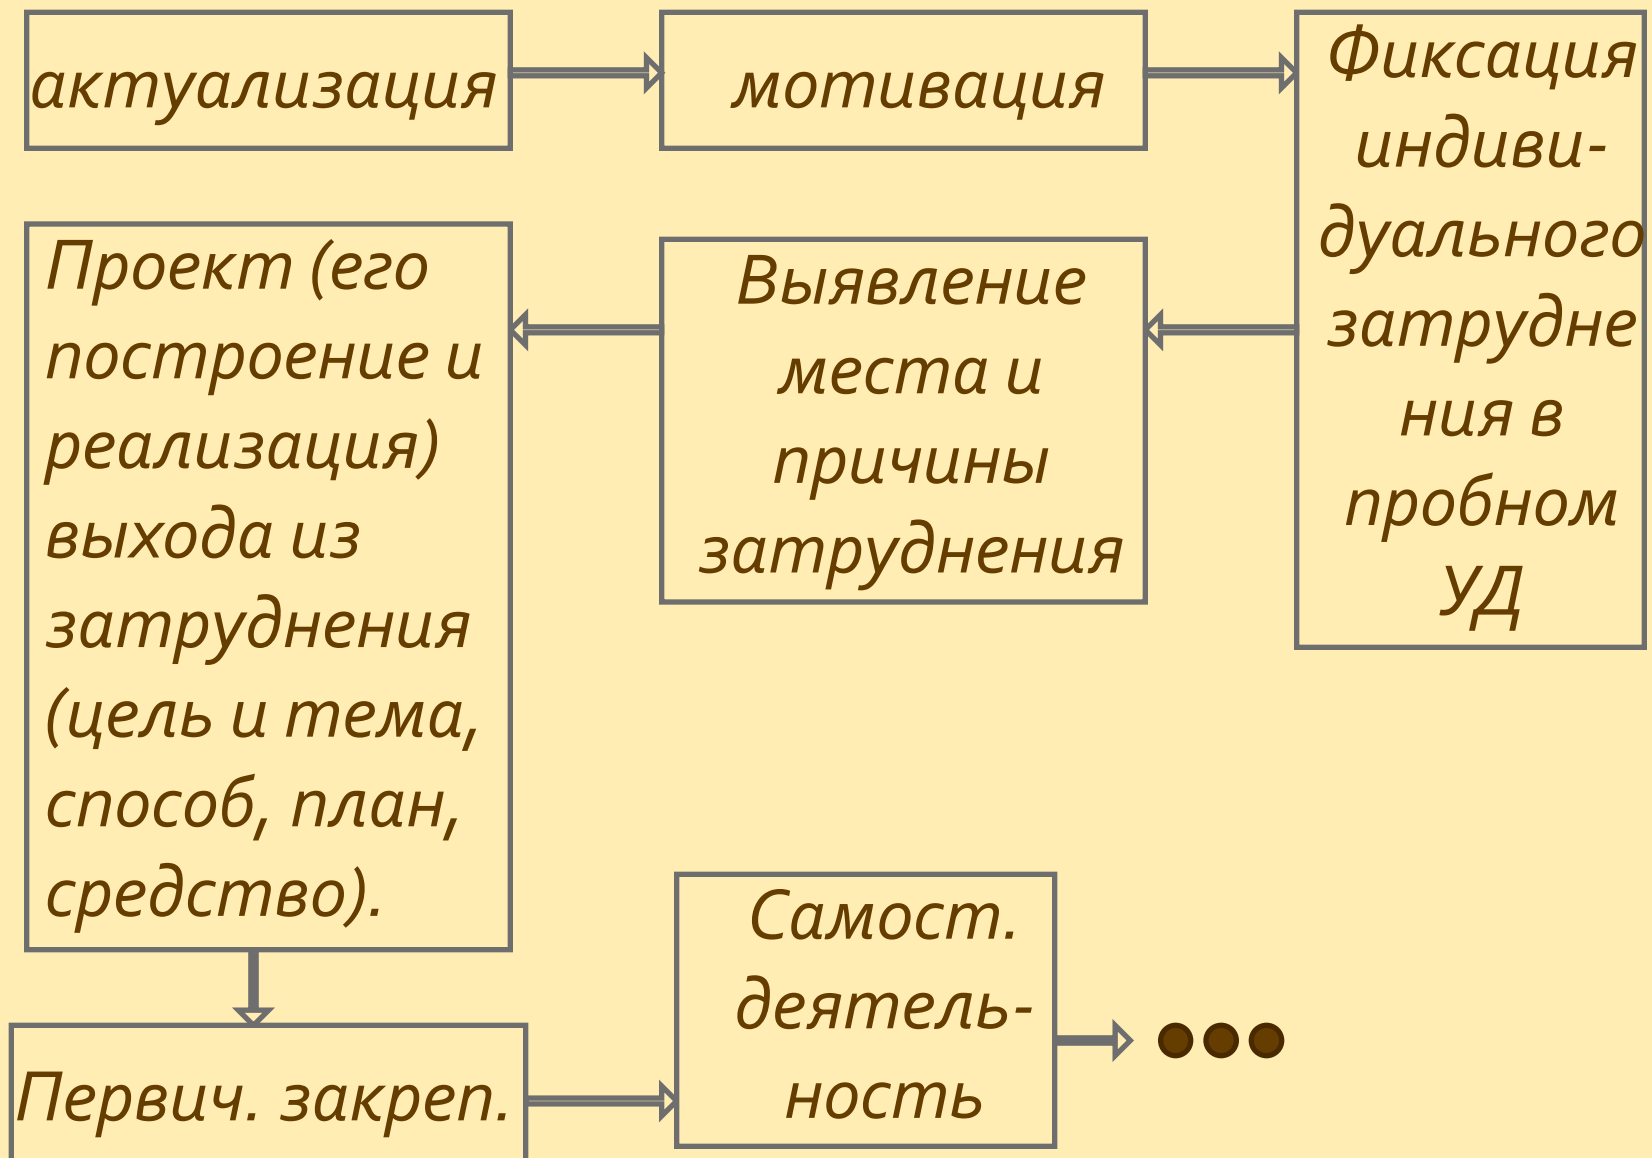 актуализация
мотивация
Фиксация
индиви-
дуального
затрудне
ния в
пробном
УД
Выявление
места и
причины
затруднения
Проект (его
построение и
реализация)
выхода из
затруднения
(цель и тема,
способ, план,
средство).
Первич. закреп.
Самост.
деятель-
ность